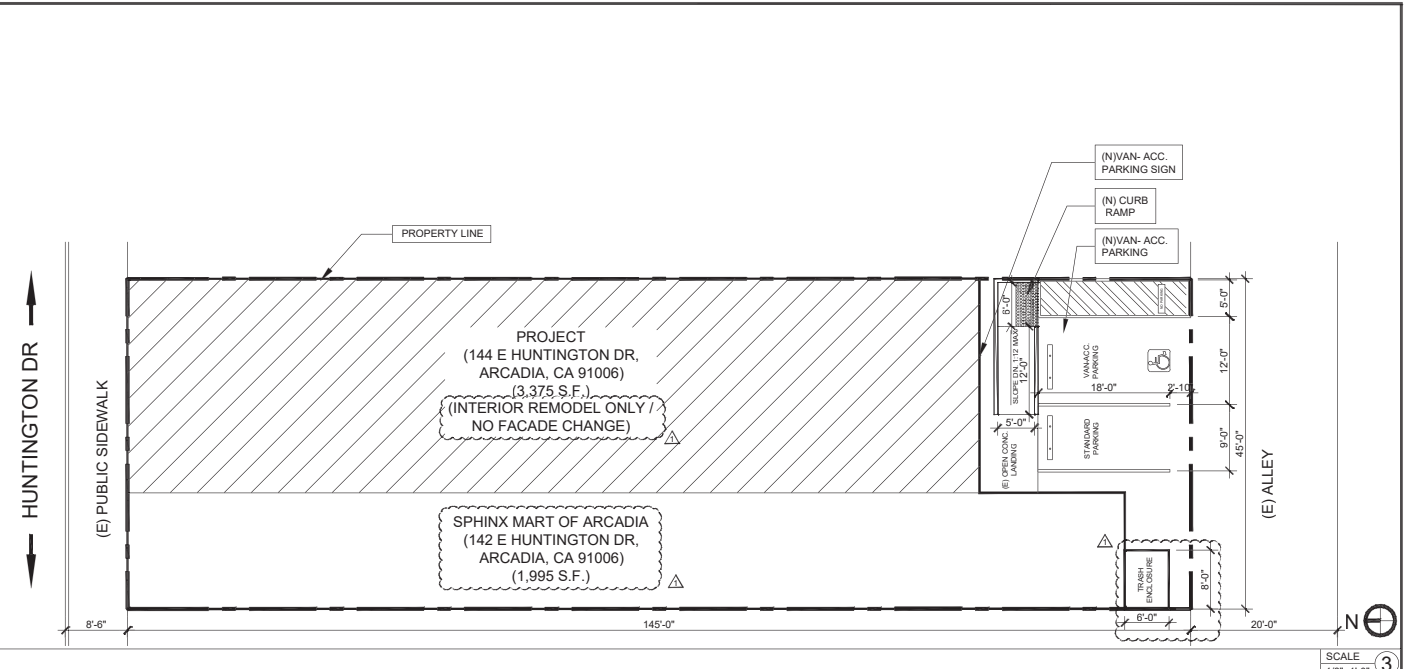 (N)VAN- ACC.
PARKING SIGN
(N) CURB
RAMP
(N)VAN- ACC.
PARKING
PROPERTY LINE
HUNTINGTON DR
(E) PUBLIC SIDEWALK
PROJECT
(144 E HUNTINGTON DR,
ARCADIA, CA 91006)
(3,375 S.F.)
(INTERIOR REMODEL ONLY /
NO FACADE CHANGE)
1
SPHINX MART OF ARCADIA
(142 E HUNTINGTON DR,
ARCADIA, CA 91006)
(1,995 S.F.)
1
6'-0"
SLOPE DN. 1:12 MAX
12'-0"
5'-0"
(E) OPEN CONC.
LANDING
VAN-ACC.
PARKING
18'-0"
2'-10"
STANDARD
PARKING
5'-0"
12'-0"
9'-0"
45'-0"
(E) ALLEY
1
TRASH
ENCLOSURE
8'-0"
6'-0"
8'-6"
145'-0"
20'-0"
N
SCALE
3